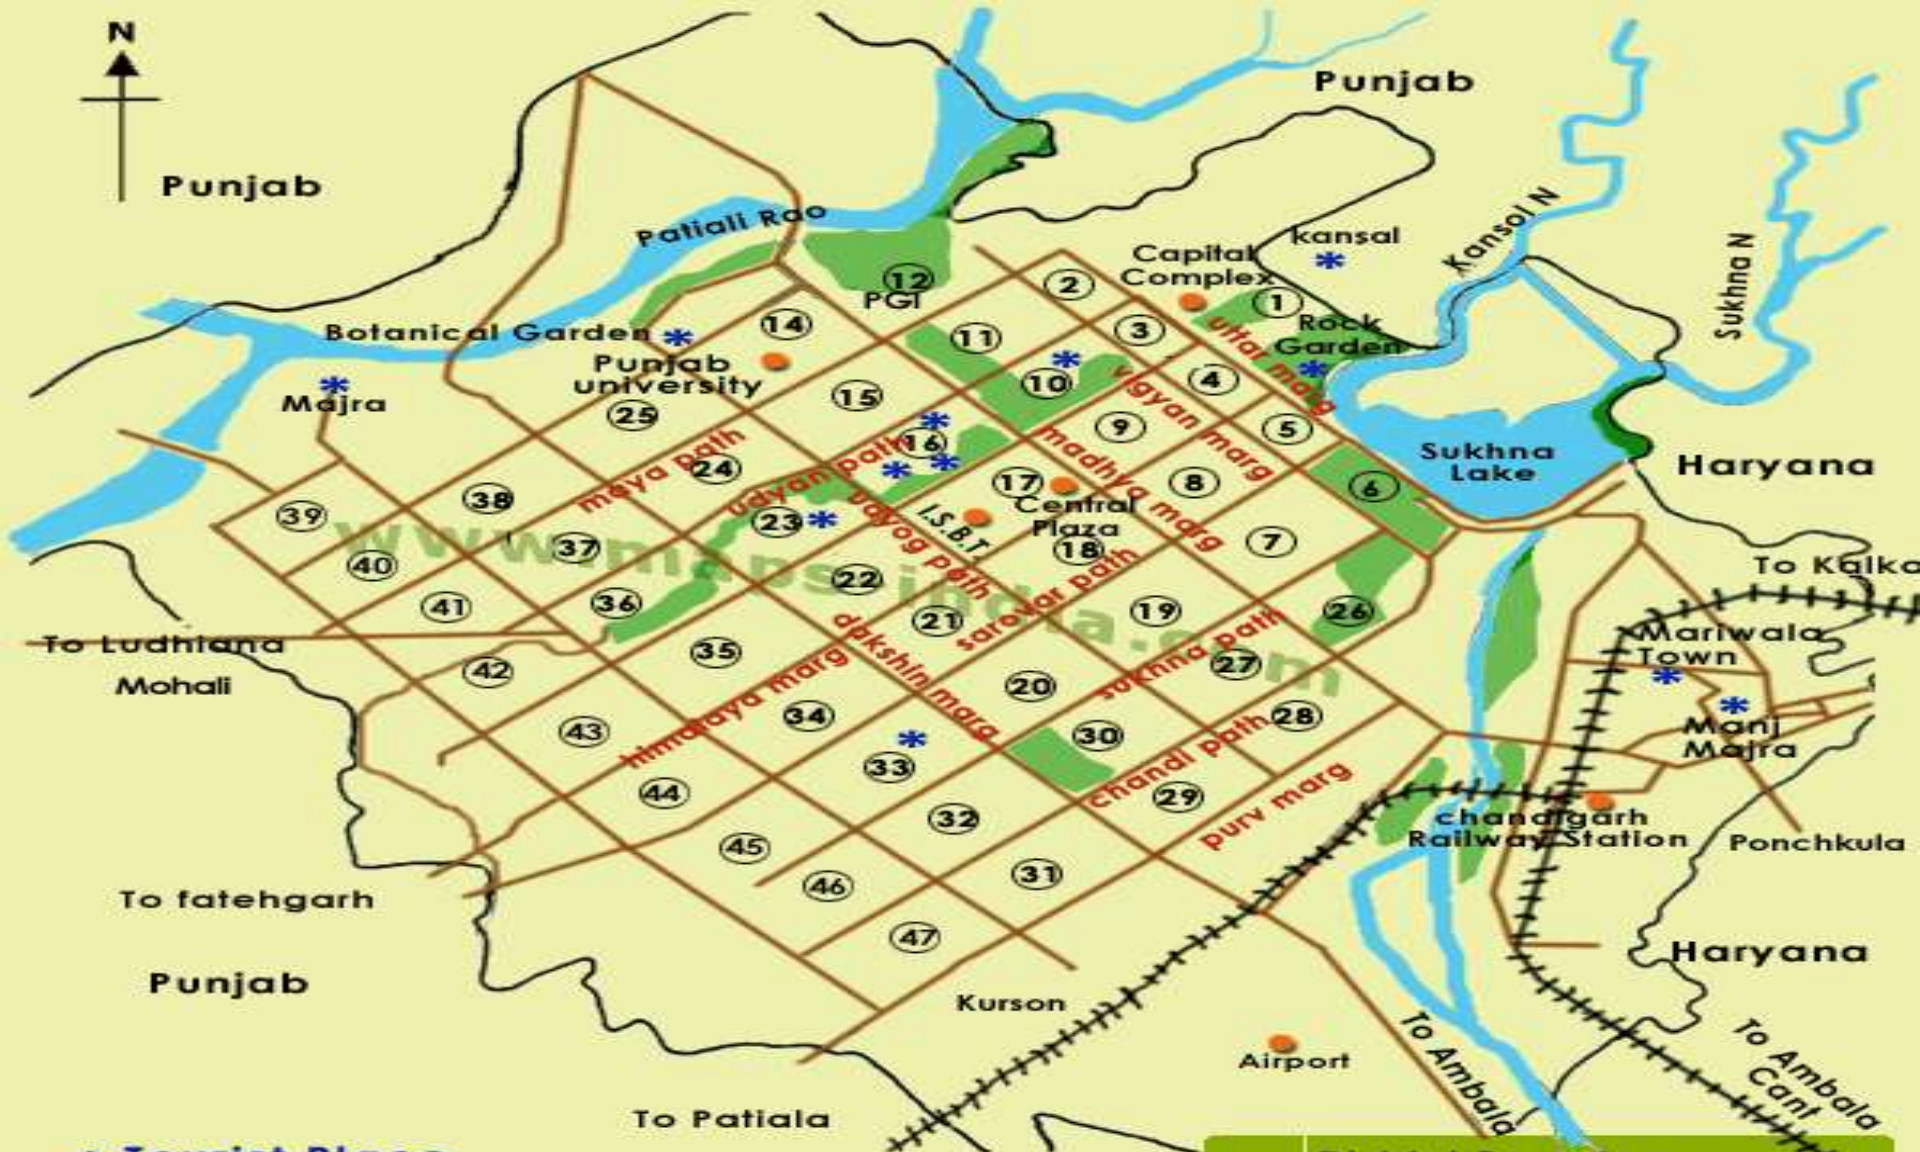 N
Punjab
Punjab
Patiali Rao
Kansol N
Sukhna N
kansal
Capital
Complex
12
PGI
2
1
Rock
Garden
uttar marg
Botanical Garden
14
11
3
Punjab
university
Majra
10
4
15
vigyan marg
25
9
5
16
madhya marg
Sukhna
Lake
Haryana
maya path
24
udyan path
17
8
6
38
39
23
udyog path
I.S.B.T
Central
Plaza
18
7
37
40
www.mapsindia.com
22
To Kalka
41
36
21
sarovar path
19
26
dakshin marg
Mariwala
Town
To Ludhiana
Mohali
42
35
himalaya marg
20
sukhna path
27
34
43
30
28
Manj
Majra
33
chandi path
44
29
purv marg
32
chandigarh
Railway Station
Ponchkula
45
46
31
To fatehgarh
47
Punjab
Kurson
Haryana
Airport
To Ambala
To Ambala
Cant
To Patiala